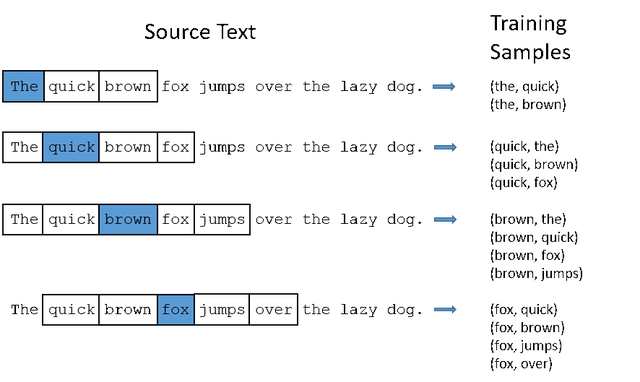 Source Text
Training
Samples
The quick brown fox jumps over the lazy dog.
(the, quick)
(the, brown)
The quick brown fox jumps over the lazy dog.
(quick, the)
(quick, brown)
(quick, fox)
The quick brown fox jumps over the lazy dog.
(brown, the)
(brown, quick)
(brown, fox)
(brown, jumps)
The quick brown fox jumps over the lazy dog.
(fox, quick)
(fox, brown)
(fox, jumps)
(fox, over)